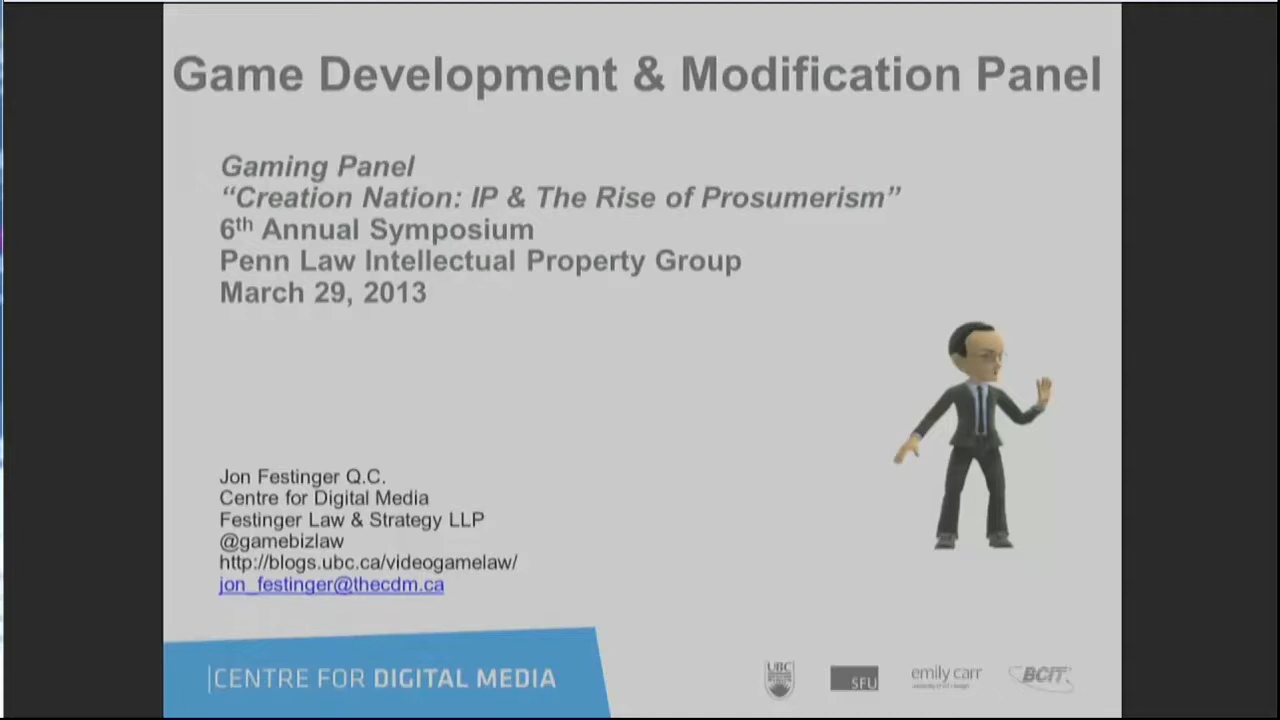 Game Development & Modification Panel
Gaming Panel
“Creation Nation: IP & The Rise of Prosumerism”
6th Annual Symposium
Penn Law Intellectual Property Group
March 29, 2013
Jon Festinger Q.C.
Centre for Digital Media
Festinger Law & Strategy LLP
@gamebizlaw
http://blogs.ubc.ca/videogamelaw/
jon_festinger@thecdm.ca
CENTRE FOR DIGITAL MEDIA
UBC SFU emily carr BCIT